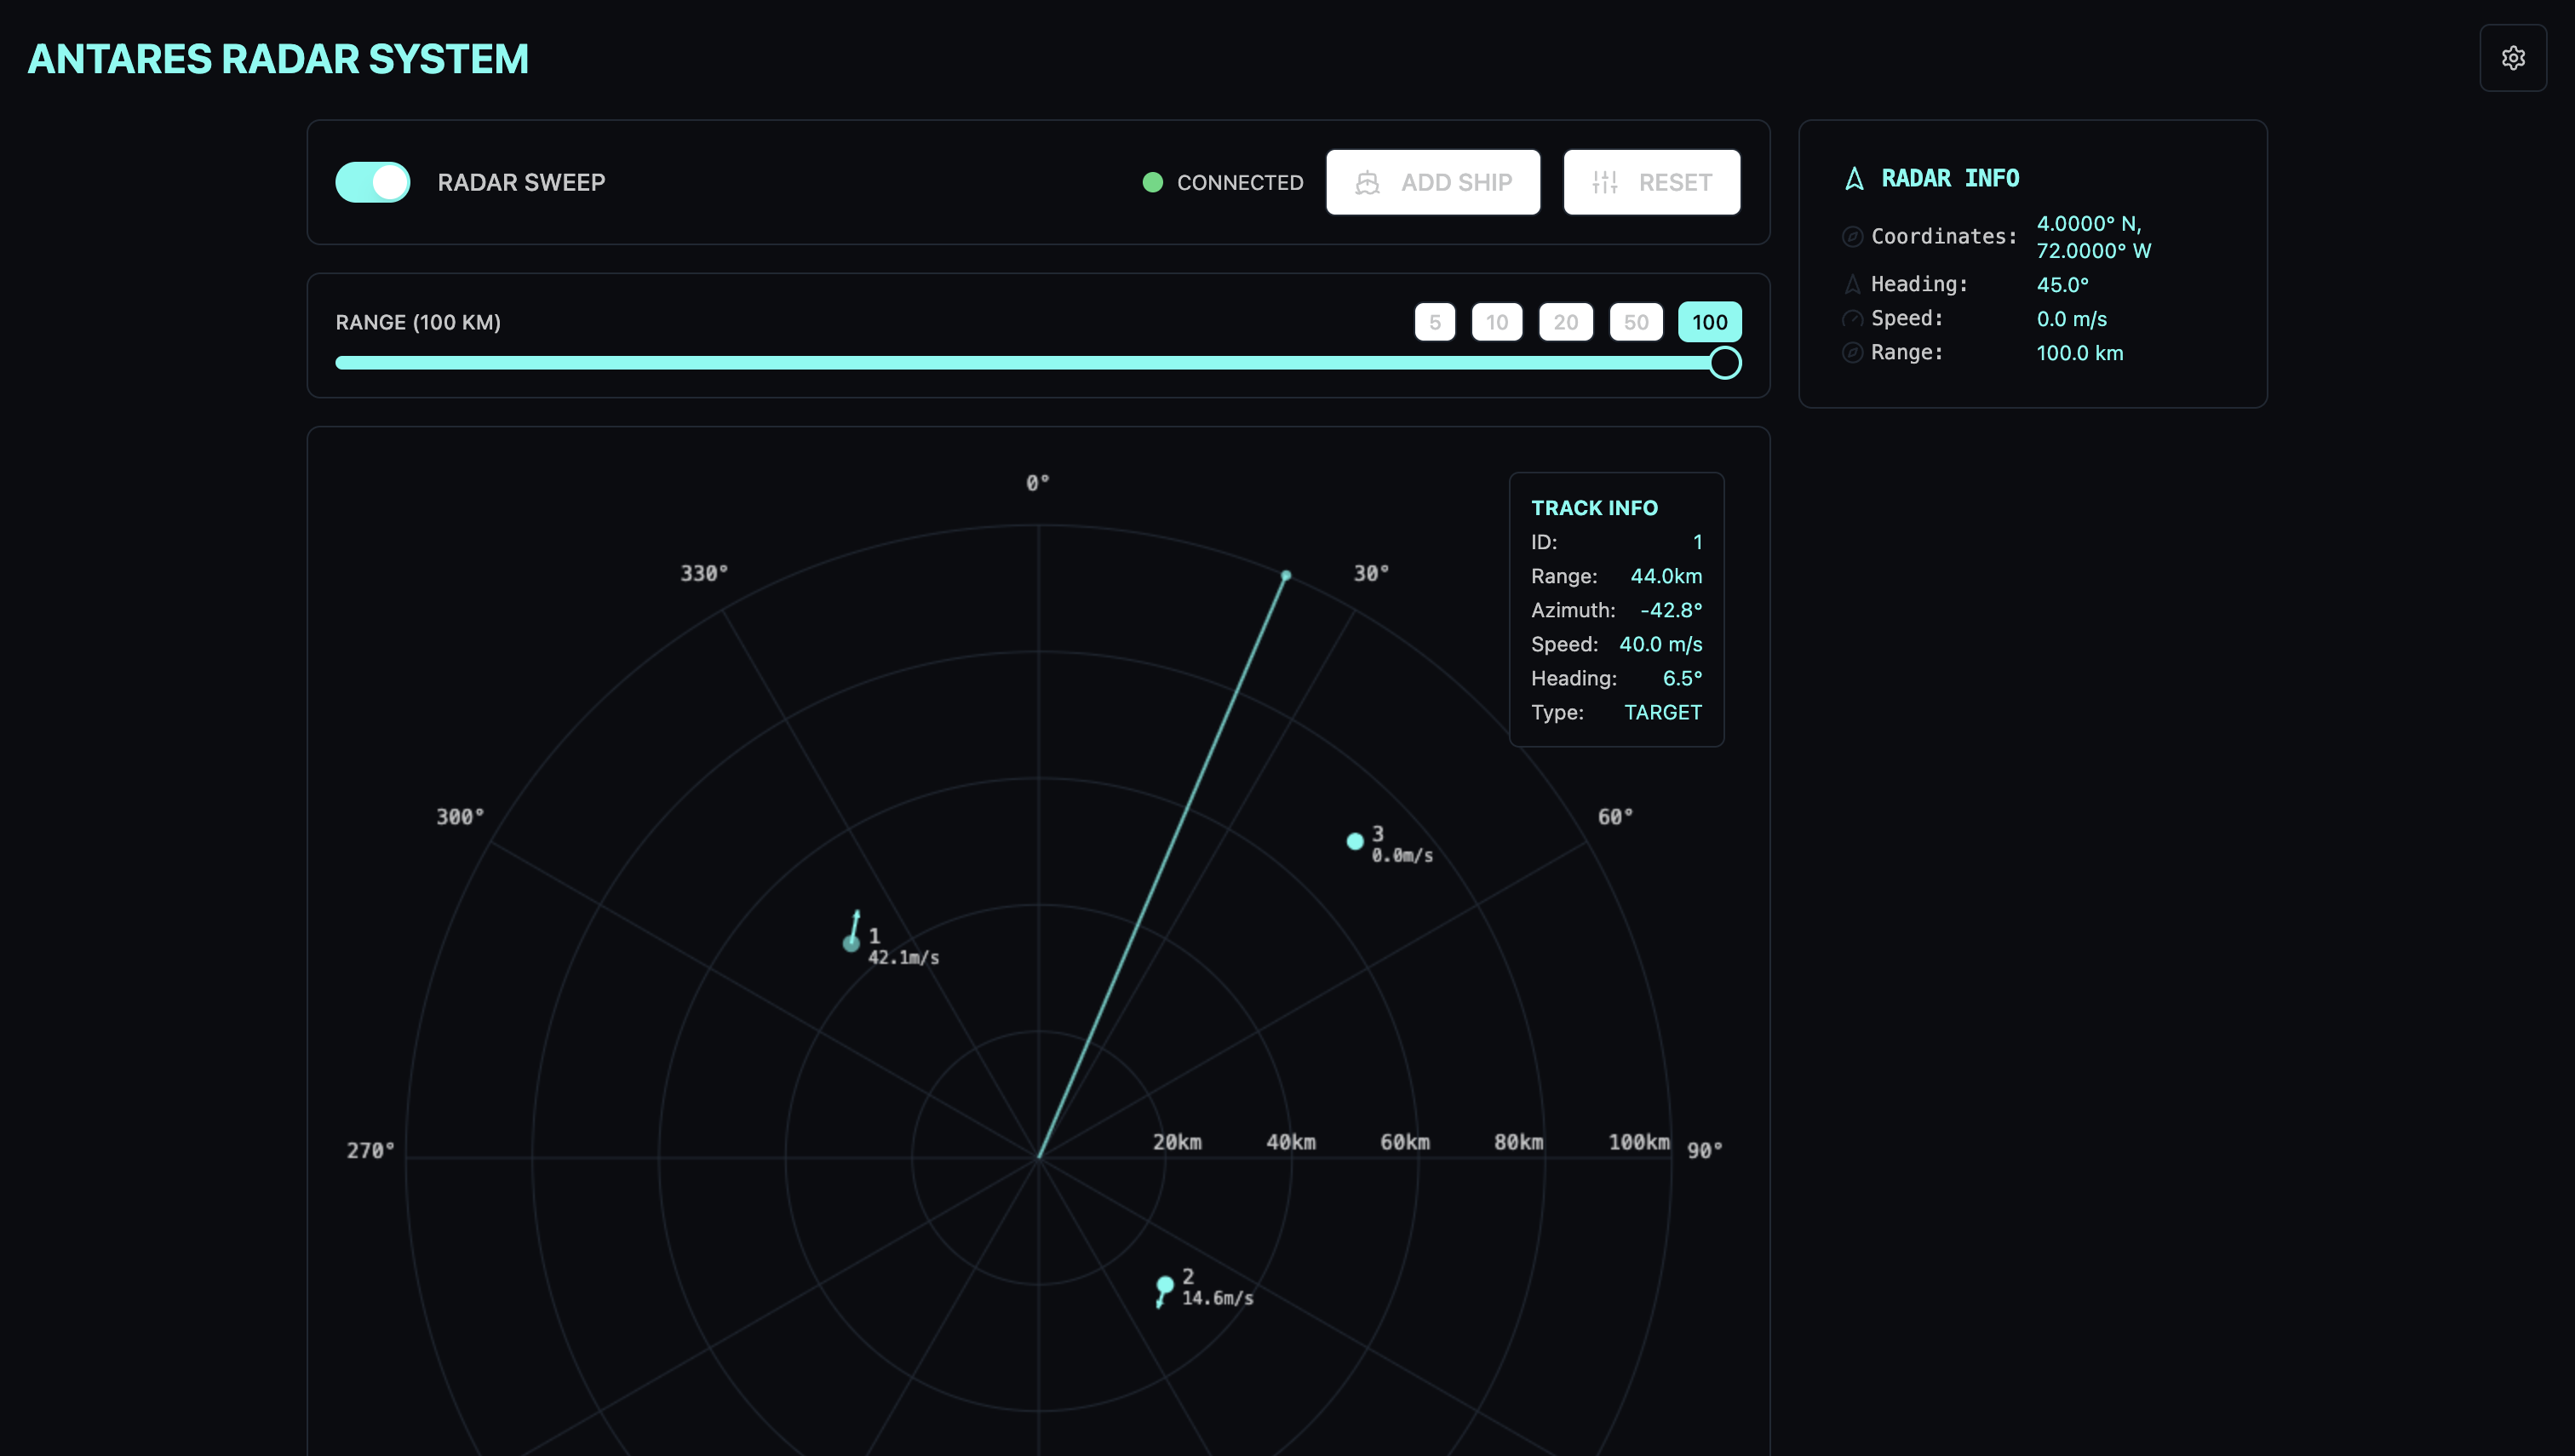 ANTARES RADAR SYSTEM
RADAR SWEEP
CONNECTED
ADD SHIP
RESET
RANGE (100 KM)
5
10
20
50
100
RADAR INFO
Coordinates: 4.0000° N,
72.0000° W
Heading: 45.0°
Speed: 0.0 m/s
Range: 100.0 km
0°
330°
30°
300°
60°
270°
90°
20km
40km
60km
80km
100km
TRACK INFO
ID: 1
Range: 44.0km
Azimuth: -42.8°
Speed: 40.0 m/s
Heading: 6.5°
Type: TARGET
3
0.0m/s
1
42.1m/s
2
14.6m/s